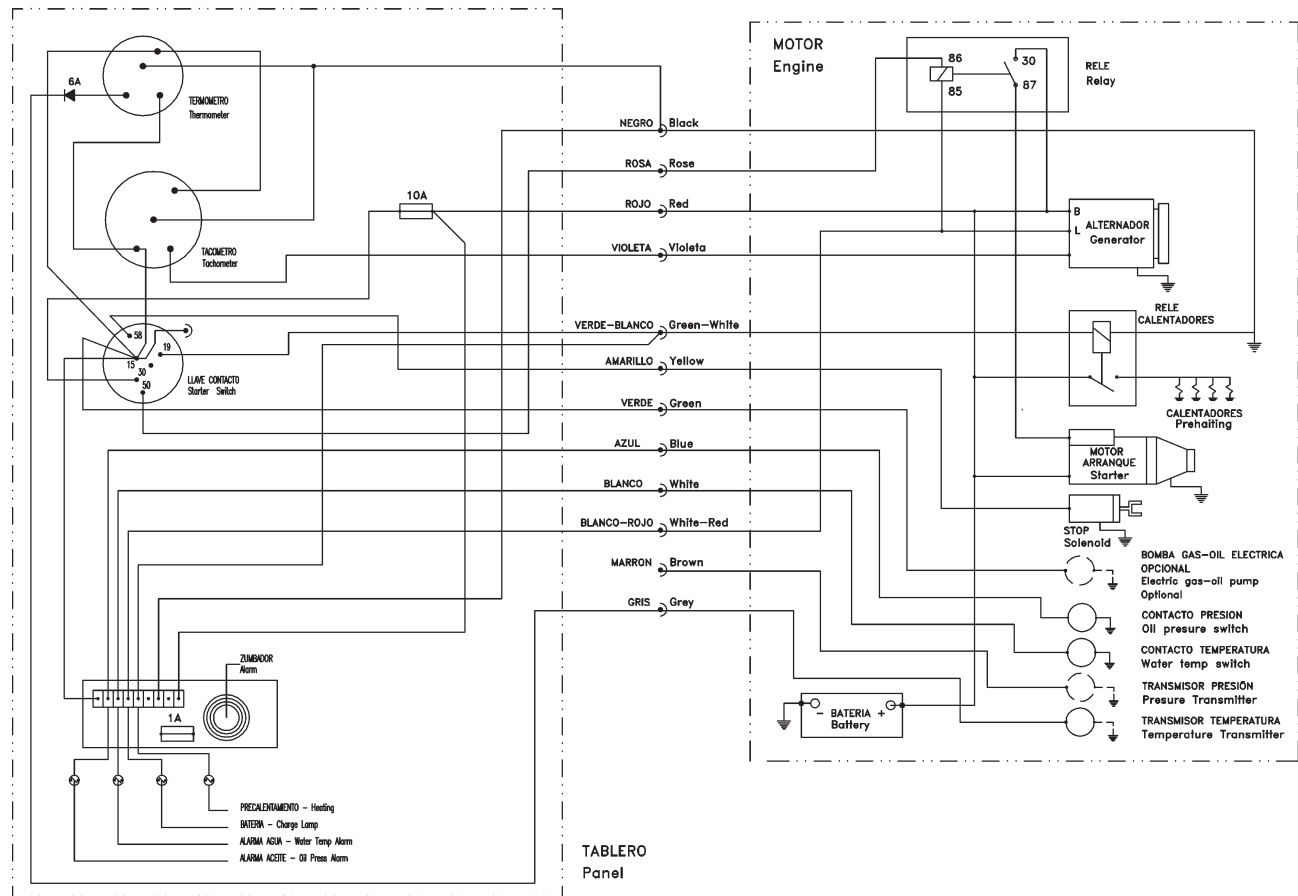 6A
TERMOMETRO
Thermometer
TACOMETRO
Tachometer
10A
58
19
15
30
50
LLAVE CONTACTO
Starter Switch
ZUMBADOR
Alarm
1A
PRECALENTAMIENTO - Heating
BATERIA - Charge Lamp
ALARMA AGUA - Water Temp Alarm
ALARMA ACEITE - Oil Press Alarm
TABLERO
Panel
NEGRO Black
ROSA Rose
ROJO Red
VIOLETA Violeta
VERDE-BLANCO Green-White
AMARILLO Yellow
VERDE Green
AZUL Blue
BLANCO White
BLANCO-ROJO White-Red
MARRON Brown
GRIS Grey
MOTOR
Engine
86
85
30
87
RELE
Relay
B
L
ALTERNADOR
Generator
RELE
CALENTADORES
CALENTADORES
Prehaiting
MOTOR
ARRANQUE
Starter
STOP
Solenoid
BOMBA GAS-OIL ELECTRICA
OPCIONAL
Electric gas-oil pump
Optional
CONTACTO PRESION
Oil presure switch
CONTACTO TEMPERATURA
Water temp switch
TRANSMISOR PRESIÓN
Presure Transmitter
TRANSMISOR TEMPERATURA
Temperature Transmitter
- BATERIA +
Battery